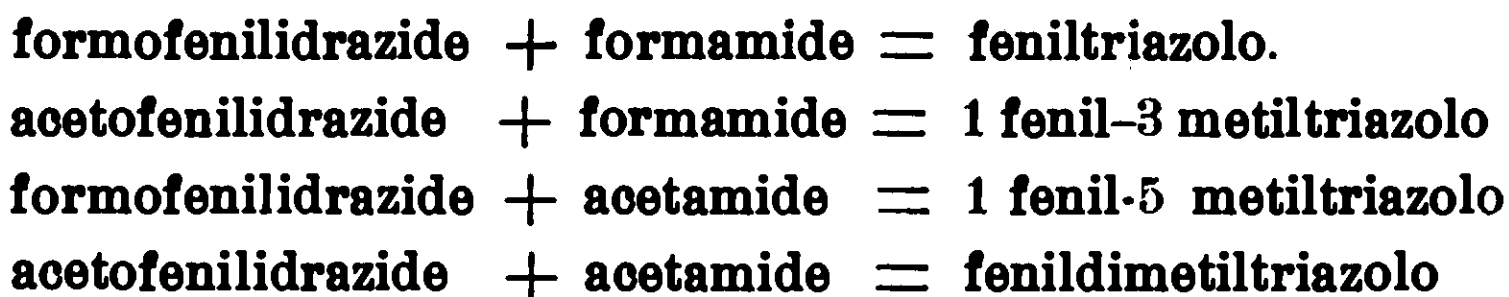 formofenilidrazide + formamide = feniltriazolo.
acetofenilidrazide + formamide = 1 fenil-3 metiltriazolo
formofenilidrazide + acetamide = 1 fenil-5 metiltriazolo
acetofenilidrazide + acetamide = fenildimetiltriazolo